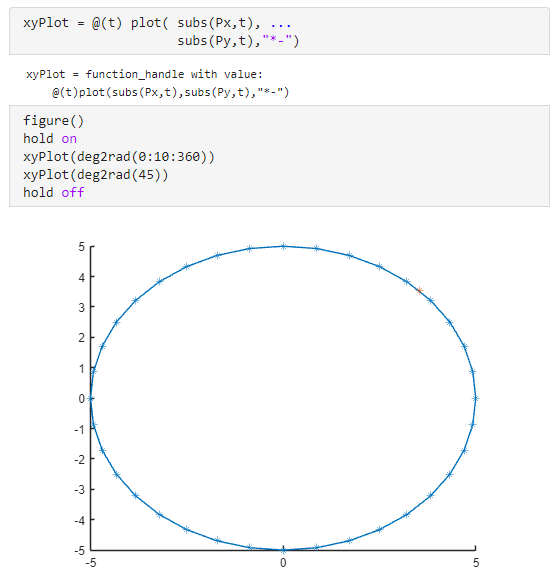 xyPlot = @(t) plot( subs(Px,t), ...
subs(Py,t),"*-")
xyPlot = function_handle with value:
@(t)plot(subs(Px,t),subs(Py,t),"*-")
figure()
hold on
xyPlot(deg2rad(0:10:360))
xyPlot(deg2rad(45))
hold off
5
4
3
2
1
0
-1
-2
-3
-4
-5
-5 0 5